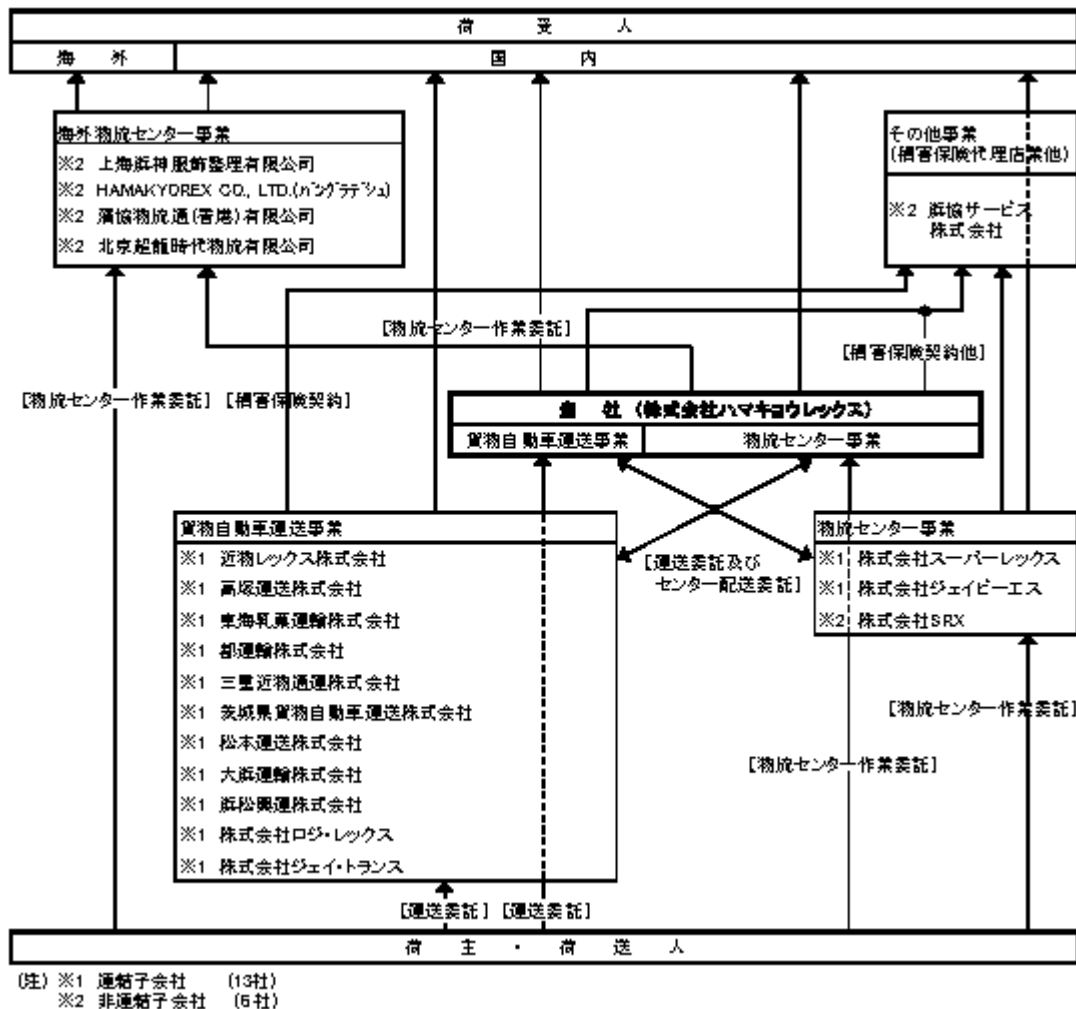 荷 受 人
海 外
国 内
海外物流センター事業
※2 上海浜神服飾整理有限公司
※2 HAMAKYOREX CO., LTD.(バングラデシュ)
※2 濱協物流通(香港)有限公司
※2 北京超龍時代物流有限公司
その他事業
(損害保険代理店業他)
※2 浜協サービス
株式会社
[物流センター作業委託]
[損害保険契約他]
[物流センター作業委託] [損害保険契約]
当 社 (株式会社ハマキョウレックス)
貨物自動車運送事業
物流センター事業
貨物自動車運送事業
※1 近物レックス株式会社
※1 高塚運送株式会社
※1 東海乳菓運輸株式会社
※1 都運輸株式会社
※1 三重近物通運株式会社
※1 茨城県貨物自動車運送株式会社
※1 松本運送株式会社
※1 大浜運輸株式会社
※1 浜松興運株式会社
※1 株式会社ロジ・レックス
※1 株式会社ジェイ・トランス
[運送委託及び
センター配送委託]
物流センター事業
※1 株式会社スーパーレックス
※1 株式会社ジェイビーエス
※2 株式会社SRX
[物流センター作業委託]
[物流センター作業委託]
[運送委託] [運送委託]
荷 主 ・ 荷 送 人
(注) ※1 連結子会社 (13社)
※2 非連結子会社 (6社)